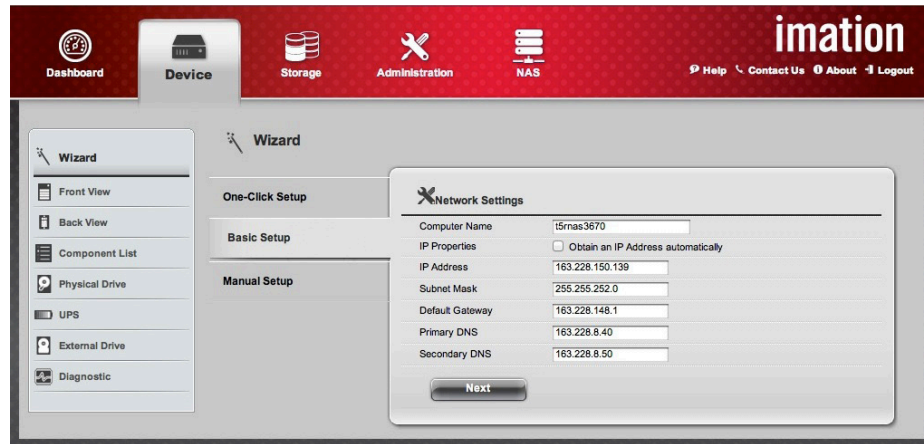 imation
Dashboard
Device
Storage
Administration
NAS
Help Contact Us About Logout
Wizard
Front View
Back View
Component List
Physical Drive
UPS
External Drive
Diagnostic
Wizard
One-Click Setup
Basic Setup
Manual Setup
Network Settings
Computer Name t5rnas3670
IP Properties Obtain an IP Address automatically
IP Address 163.228.150.139
Subnet Mask 255.255.252.0
Default Gateway 163.228.148.1
Primary DNS 163.228.8.40
Secondary DNS 163.228.8.50
Next